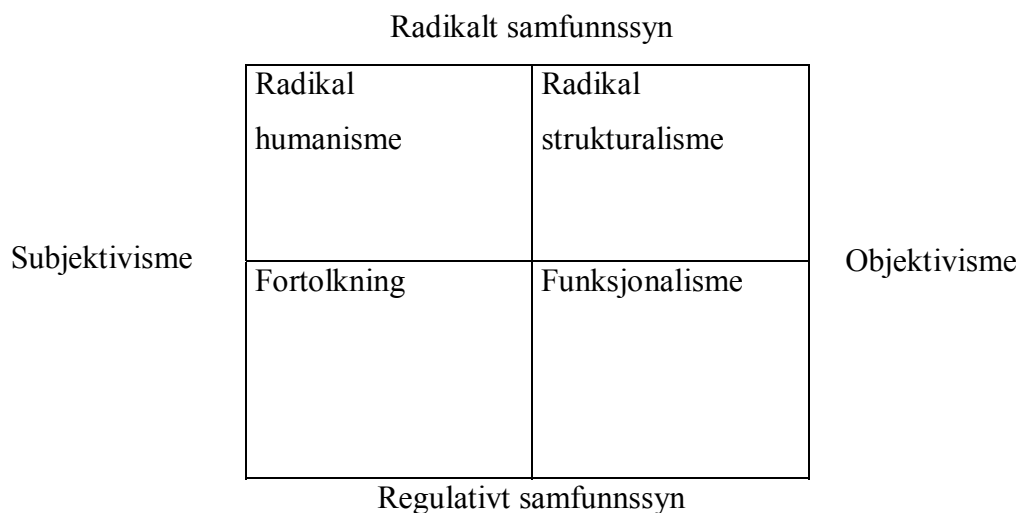 Radikalt samfunnssyn
Radikal
humanisme
Radikal
strukturalisme
Subjektivisme
Objektivisme
Fortolkning
Funksjonalisme
Regulativt samfunnssyn